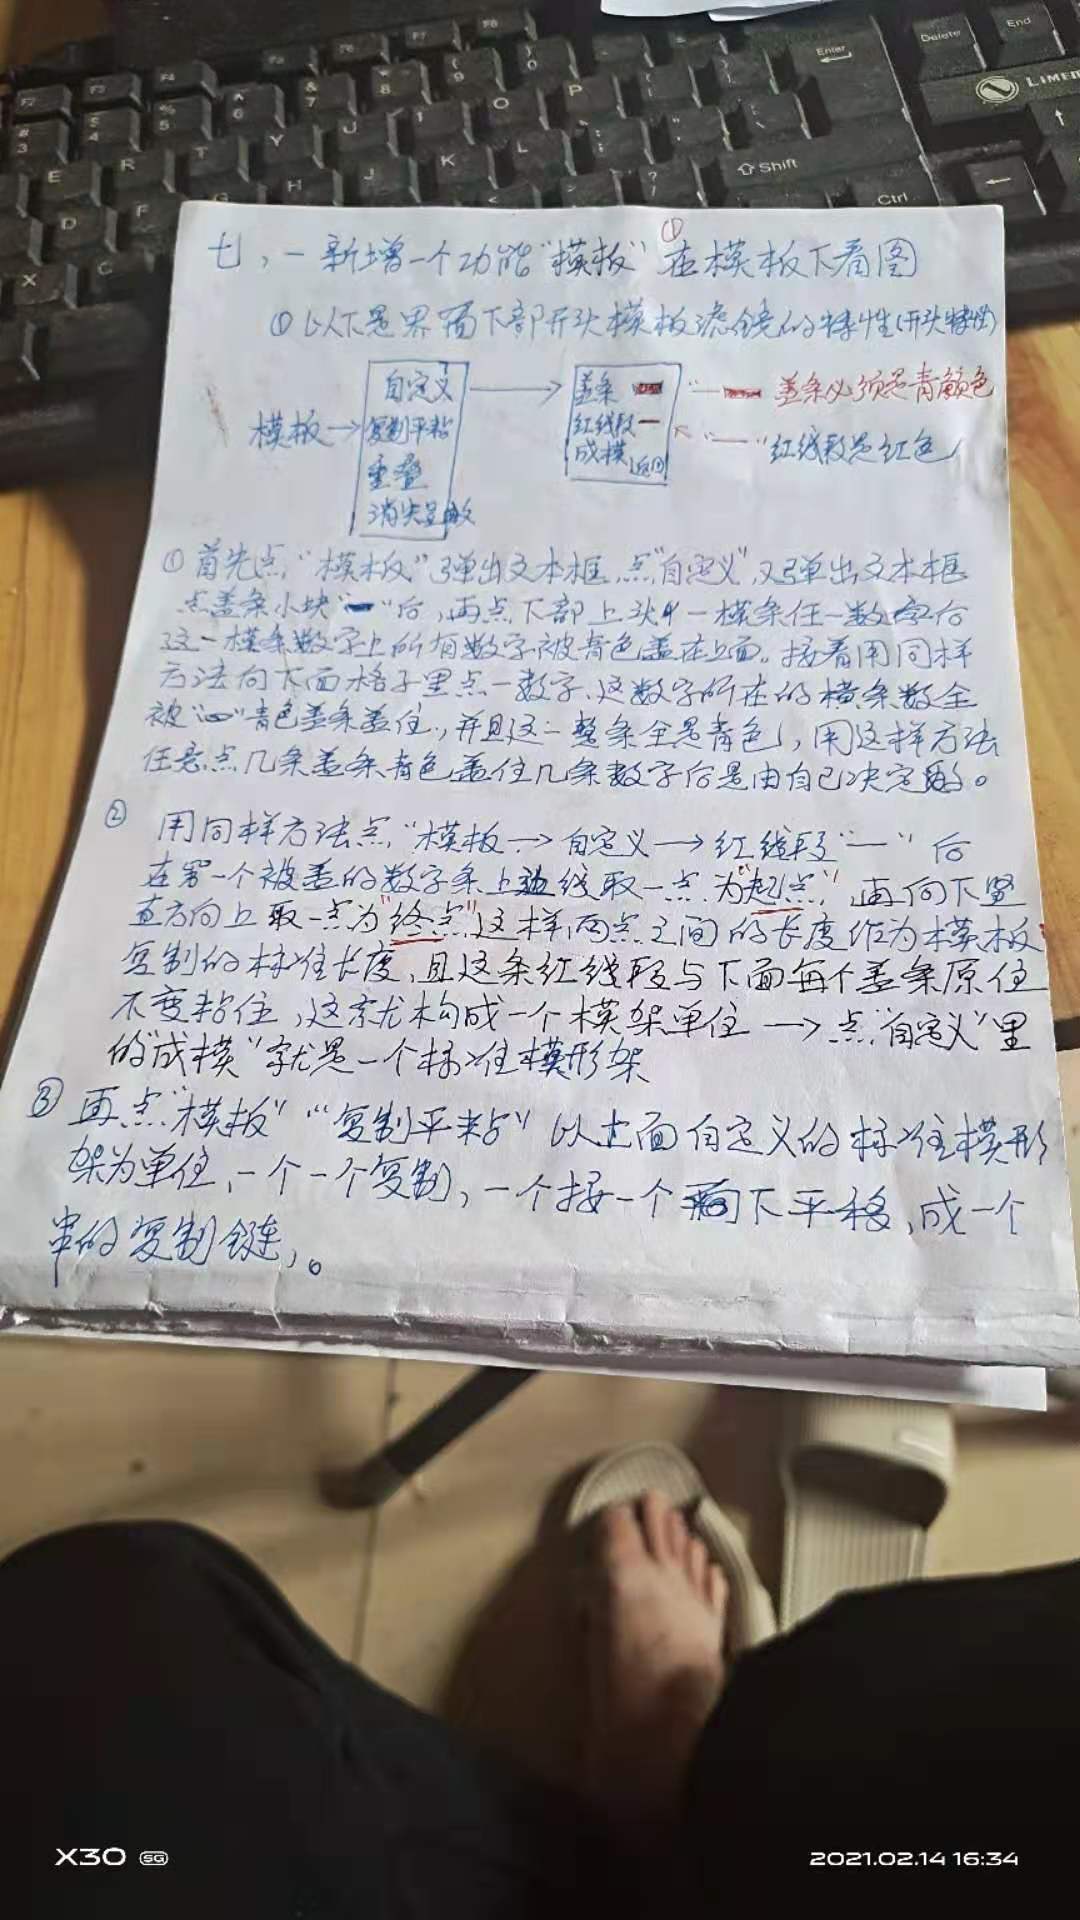 Enter
Delete
End
LIMEI
Shift
Ctrl
①
七,一新增一个功能"模板"在模板下看图
①以下是界面下部开头模板滤镜的特性(开头特性)
模板→
自定义
复制平粘
重叠
消失显放
盖条
红线段一
成模 返回
盖条必须是青颜色
"一"红线段是红色
①首先点"模板"弹出文本框,点"自定义",又弹出文本框
点盖条小块"一"后,再点下部上头某一横条任一数字后
这一横条数字上所有数字被青色盖在上面。接着用同样
方法向下面格子里点一数字,这数字所在的横条数全
被"一"青色盖条盖住,并且这一整条全是青色,用这样方法
任意点几条盖条青色盖住几条数字后是由自己决定的。
② 用同样方法点"模板→自定义→红线段"一"后
在第一个被盖的数字条上边线取一点为"起点",再向下竖
直方向上取一点为"终点"这样两点之间的长度作为模板
复制的标准长度,且这条红线段与下面每个盖条原位
不变粘住,这就构成一个模架单位→点"自定义"里
的"成模"就是一个标准模形架
③ 再点"模板""复制平粘"以上面自定义的标准模形
架为单位,一个一个复制,一个接一个向下平移,成一个
串的复制链,。
X30 5G
2021.02.14 16:34